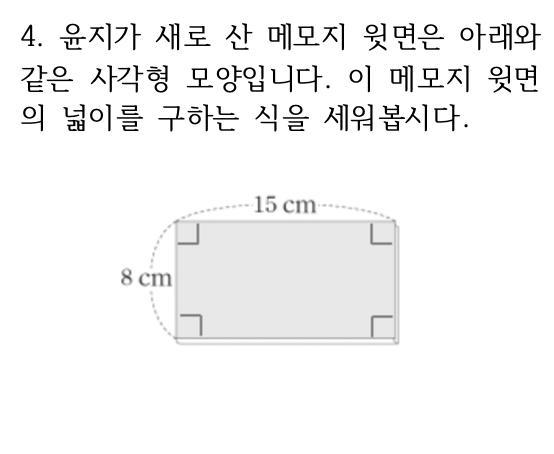 4. 윤지가 새로 산 메모지 윗면은 아래와
같은 사각형 모양입니다. 이 메모지 윗면
의 넓이를 구하는 식을 세워봅시다.
15 cm
8 cm